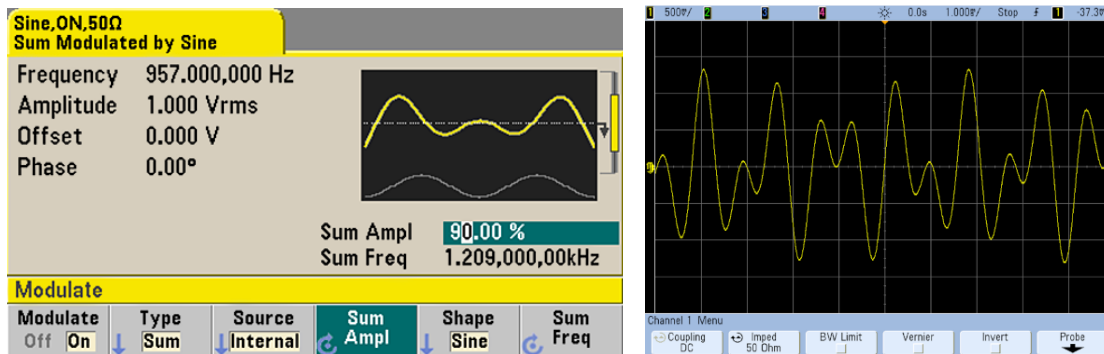 Sine,ON,50Ω
Sum Modulated by Sine
Frequency 957.000,000 Hz
Amplitude 1.000 Vrms
Offset 0.000 V
Phase 0.00°
Sum Ampl 90.00 %
Sum Freq 1.209,000,00kHz
Modulate
Modulate Type Source Sum Shape Sum
Off On Sum Internal Ampl Sine Freq
1 500▽/ 2 3 4 0.0s 1.000▽/ Stop 1 -37.3
Channel 1 Menu
Coupling Imped BW Limit Vernier Invert Probe
DC 50 Ohm